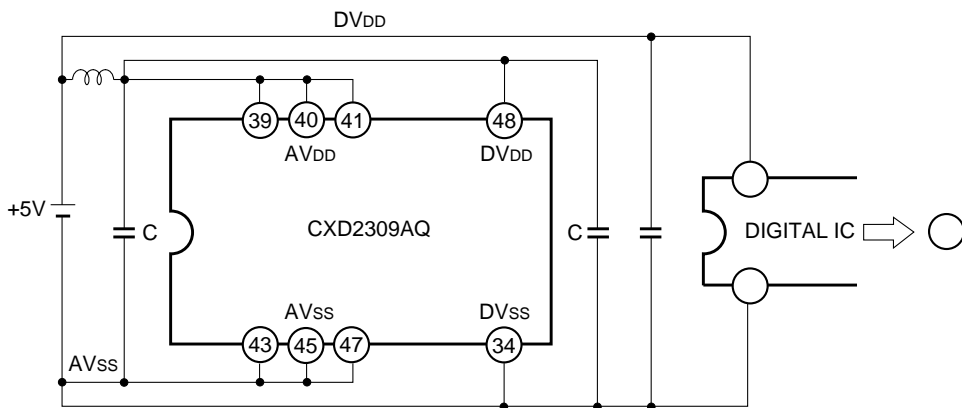 DVDD
39 40 41 48
AVDD DVDD
+5V C CXD2309AQ C DIGITAL IC
AVSS DVSS
43 45 47 34
AVSS